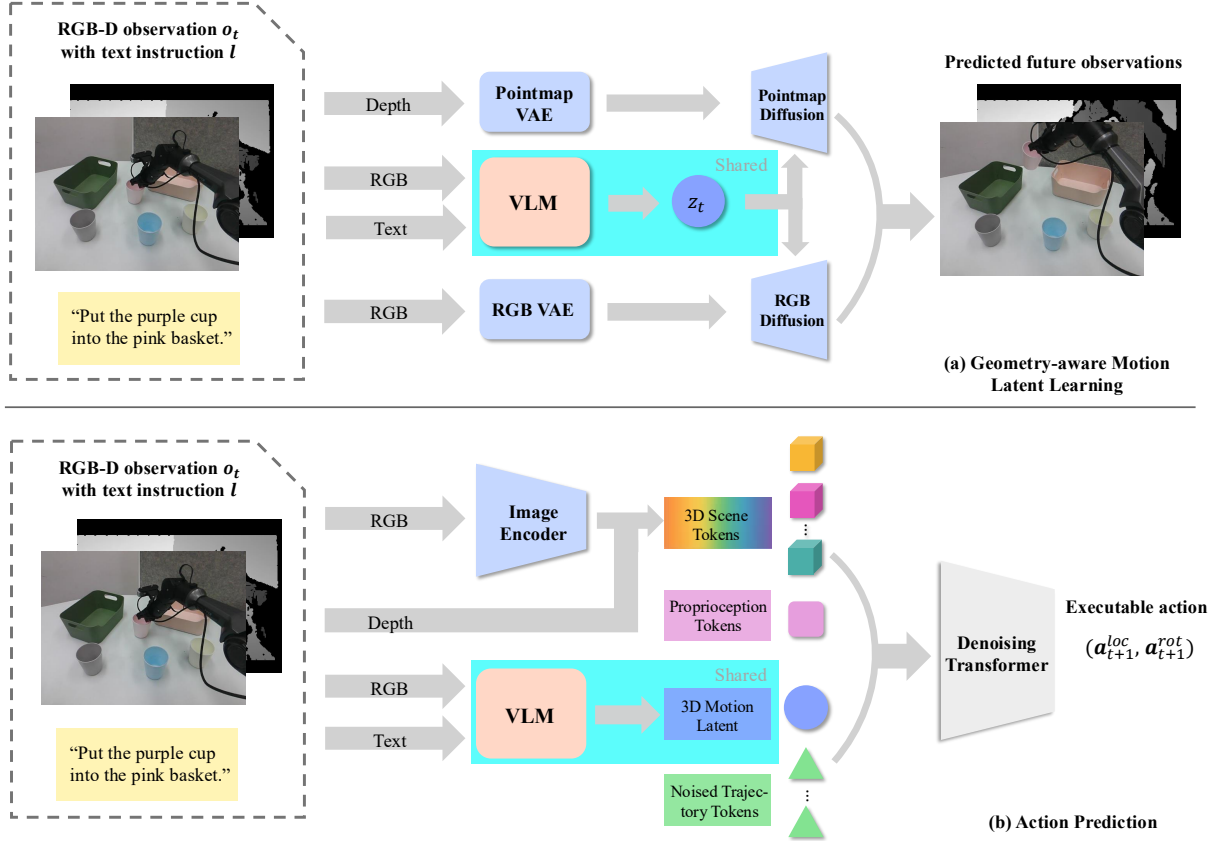 RGB-D observation oₜ
with text instruction l
“Put the purple cup
into the pink basket.”
Depth
RGB
Text
RGB
Pointmap
VAE
VLM
zₜ
Shared
RGB VAE
Pointmap
Diffusion
RGB
Diffusion
Predicted future observations
(a) Geometry-aware Motion
Latent Learning
RGB-D observation oₜ
with text instruction l
“Put the purple cup
into the pink basket.”
RGB
Depth
RGB
Text
Image
Encoder
VLM
3D Scene
Tokens
Proprioception
Tokens
Shared
3D Motion
Latent
Noised Trajec-
tory Tokens
Denoising
Transformer
Executable action
(a_{t+1}^{loc}, a_{t+1}^{rot})
(b) Action Prediction